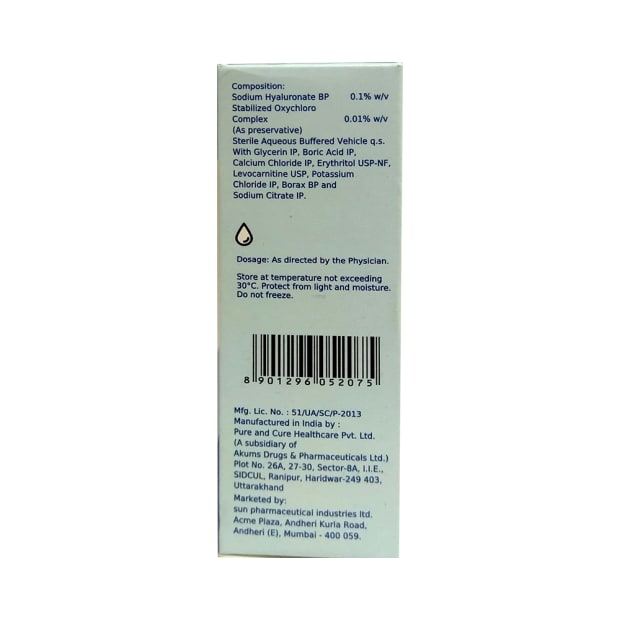 Composition:
Sodium Hyaluronate BP 0.1% w/v
Stabilized Oxychloro
Complex 0.01% w/v
(As preservative)
Sterile Aqueous Buffered Vehicle q.s.
With Glycerin IP, Boric Acid IP,
Calcium Chloride IP, Erythritol USP-NF,
Levocarnitine USP, Potassium
Chloride IP, Borax BP and
Sodium Citrate IP.
Dosage: As directed by the Physician.
Store at temperature not exceeding
30°C. Protect from light and moisture.
Do not freeze.
8 901296 052075
Mfg. Lic. No. : 51/UA/SC/P-2013
Manufactured in India by :
Pure and Cure Healthcare Pvt. Ltd.
(A subsidiary of
Akums Drugs & Pharmaceuticals Ltd.)
Plot No. 26A, 27-30, Sector-8A, I.I.E.,
SIDCUL, Ranipur, Haridwar-249 403,
Uttarakhand
Marketed by:
sun pharmaceutical industries ltd.
Acme Plaza, Andheri Kurla Road,
Andheri (E), Mumbai - 400 059.